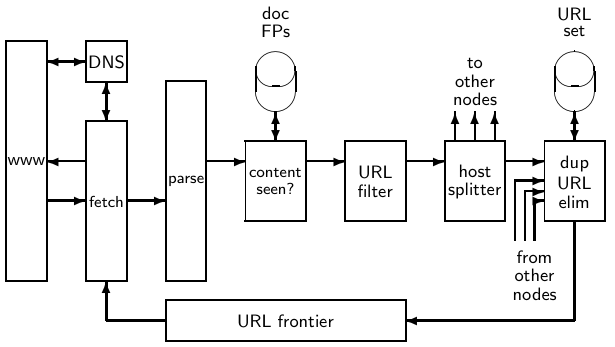 doc
FPs
URL
set
DNS
to
other
nodes
www
fetch
parse
content
seen?
URL
filter
host
splitter
dup
URL
elim
from
other
nodes
URL frontier